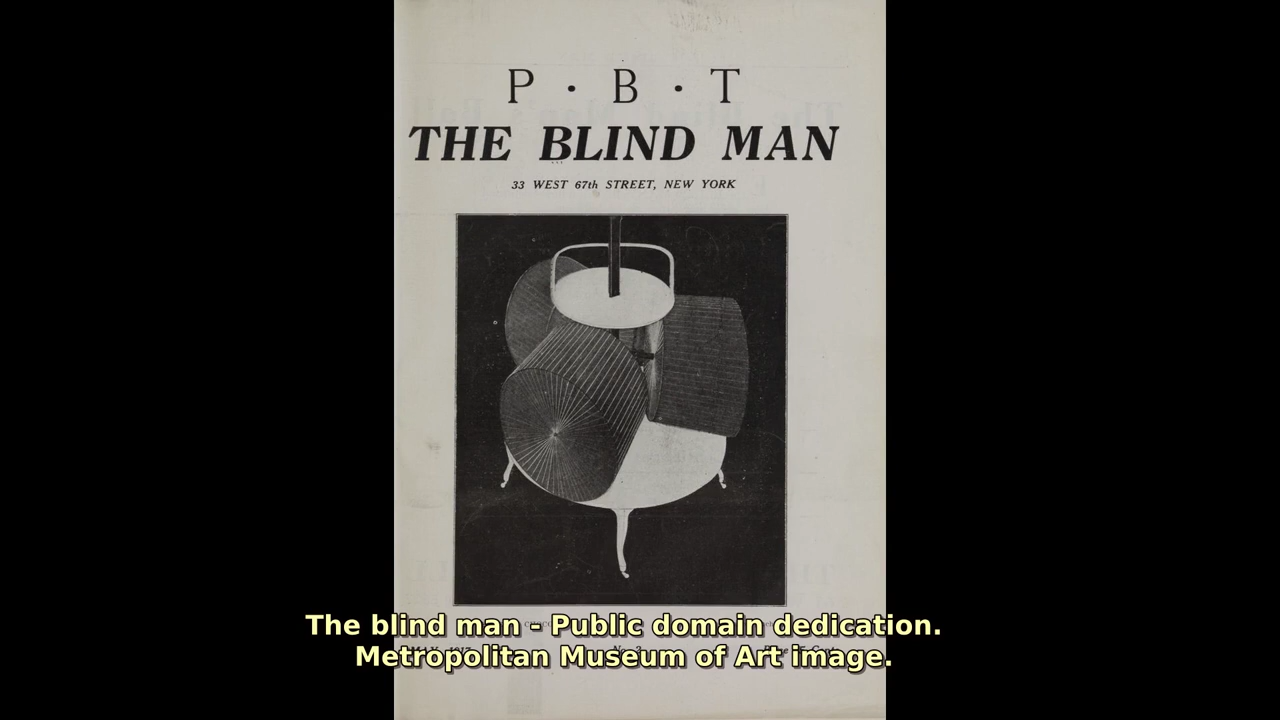 P · B · T
THE BLIND MAN
33 WEST 67th STREET, NEW YORK
The blind man - Public domain dedication.
Metropolitan Museum of Art image.